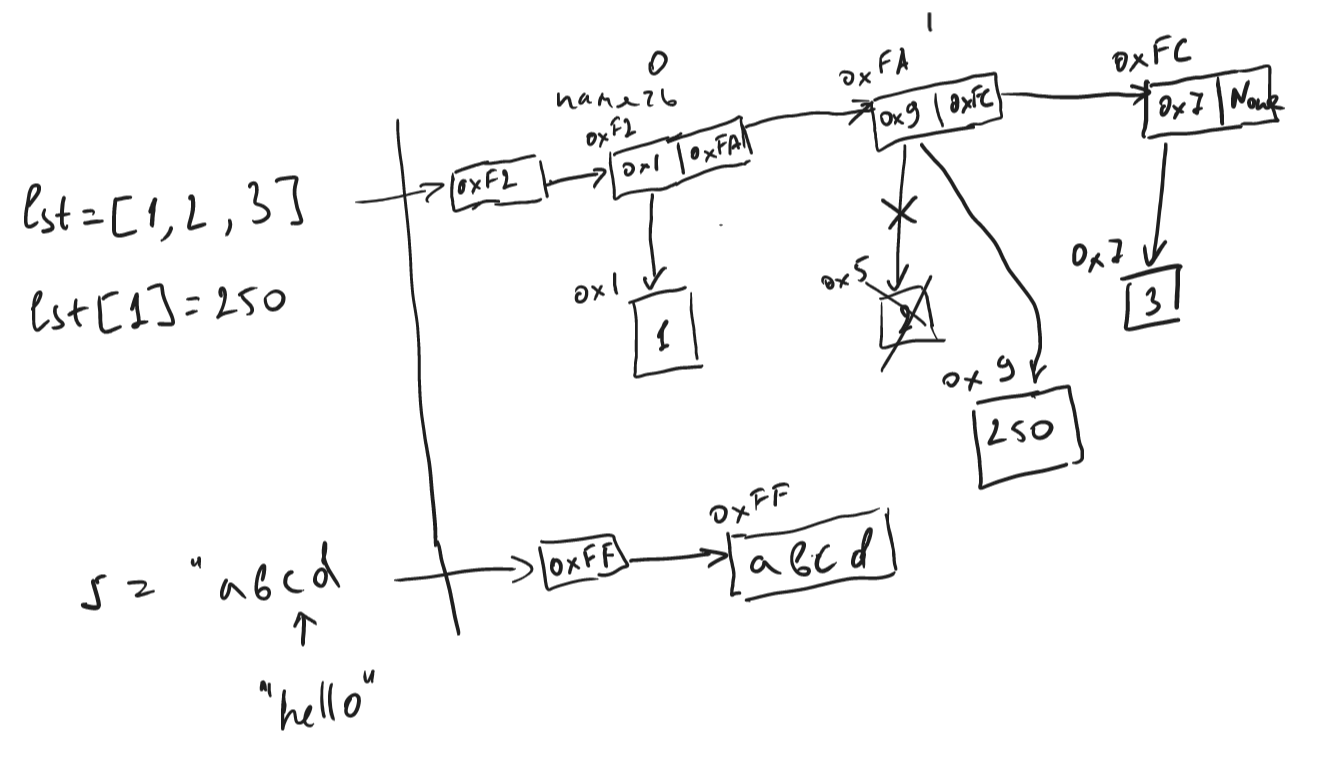 0
1
память
0xF2
0xFA
0xFC
lst=[1,2,3]
0xF2
0x1 | 0xFA
0x9 | 0xFC
0x7 | None
lst[1]=250
0x1
1
0x5
2
0x7
3
0x9
250
s = "abcd
0xFF
0xFF
abcd
"hello"